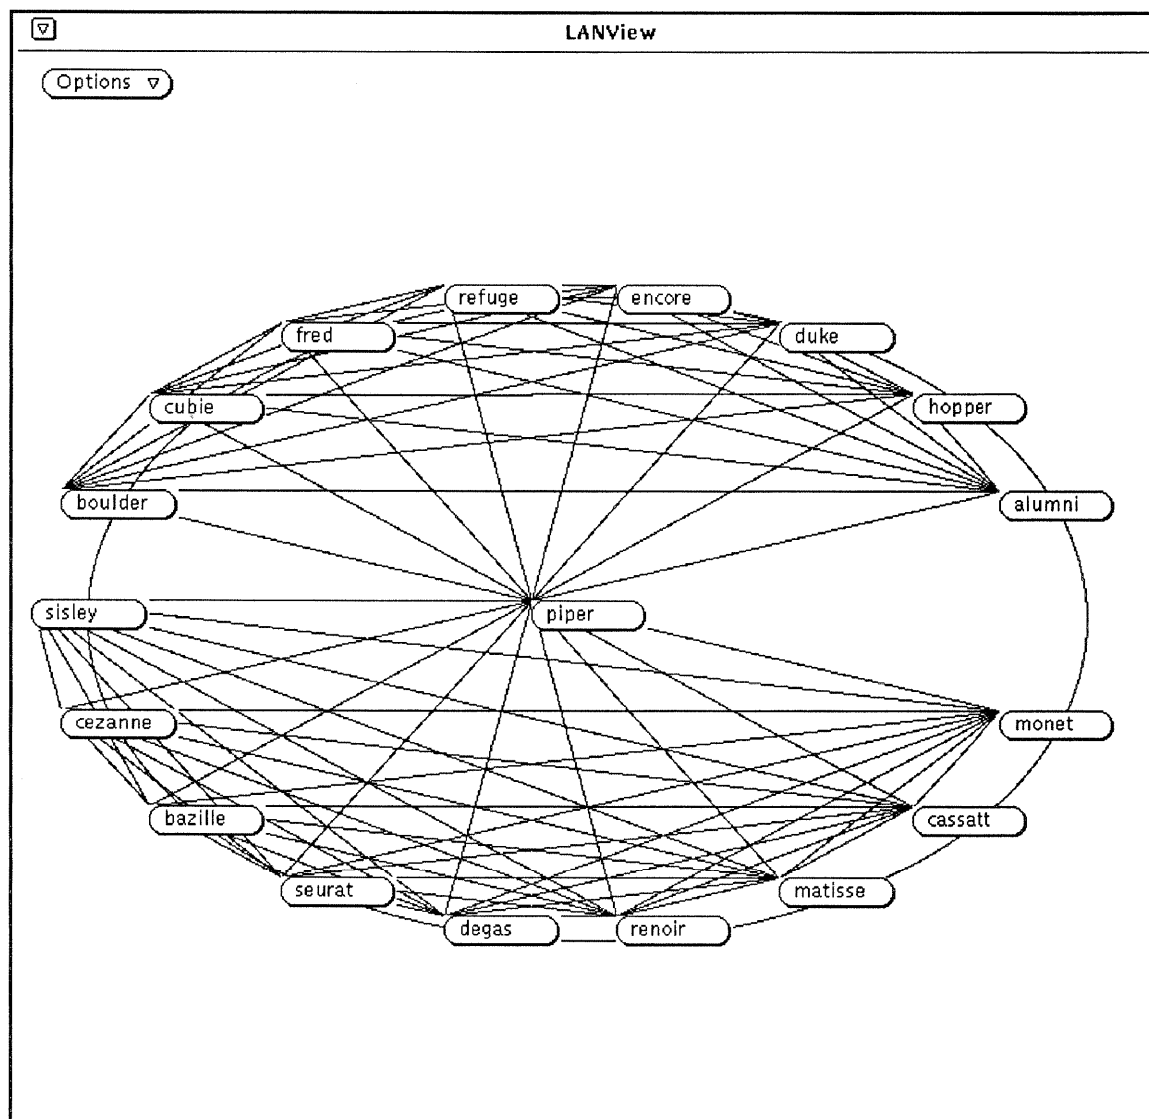 LANView
Options
refuge
encore
fred
duke
cubie
hopper
boulder
alumni
sisley
piper
cezanne
monet
bazille
cassatt
seurat
matisse
degas
renoir